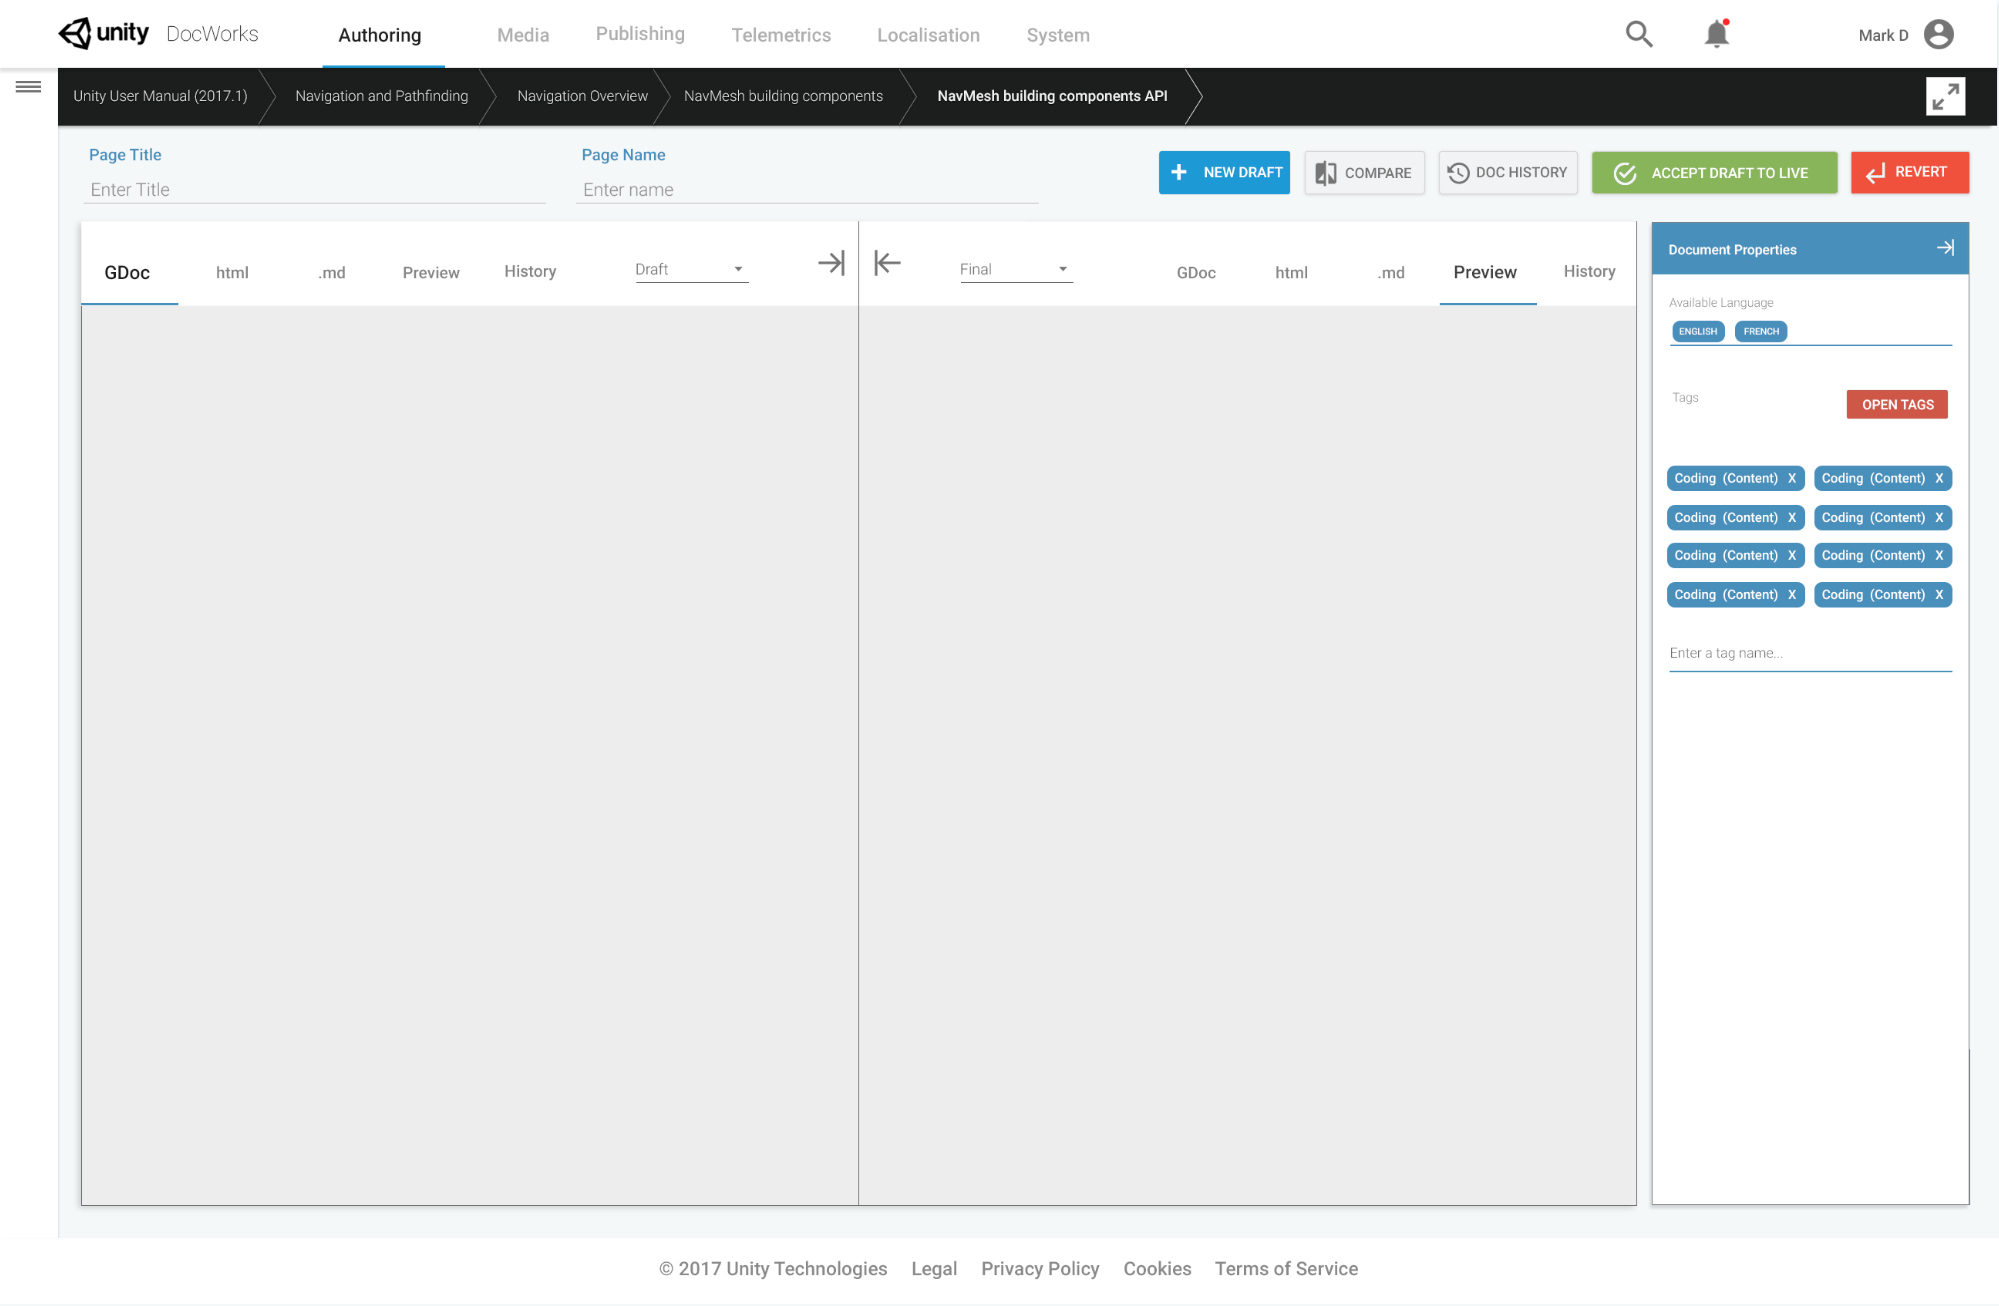 unity DocWorks Authoring Media Publishing Telemetrics Localisation System Mark D
Unity User Manual (2017.1) Navigation and Pathfinding Navigation Overview NavMesh building components NavMesh building components API
Page Title Page Name
Enter Title Enter name
NEW DRAFT COMPARE DOC HISTORY ACCEPT DRAFT TO LIVE REVERT
GDoc html .md Preview History Draft Final GDoc html .md Preview History
Document Properties
Available Language
ENGLISH FRENCH
Tags OPEN TAGS
Coding (Content) X Coding (Content) X
Coding (Content) X Coding (Content) X
Coding (Content) X Coding (Content) X
Coding (Content) X Coding (Content) X
Enter a tag name...
© 2017 Unity Technologies Legal Privacy Policy Cookies Terms of Service